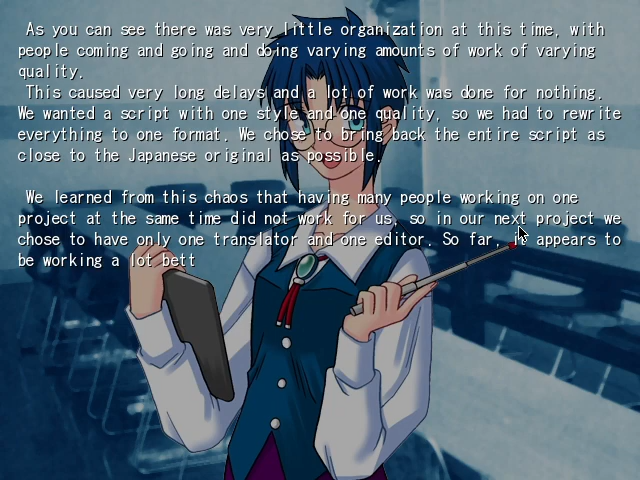 As you can see there was very little organization at this time, with
people coming and going and doing varying amounts of work of varying
quality.
This caused very long delays and a lot of work was done for nothing.
We wanted a script with one style and one quality, so we had to rewrite
everything to one format. We chose to bring back the entire script as
close to the Japanese original as possible.
We learned from this chaos that having many people working on one
project at the same time did not work for us, so in our next project we
chose to have only one translator and one editor. So far, it appears to
be working a lot bett